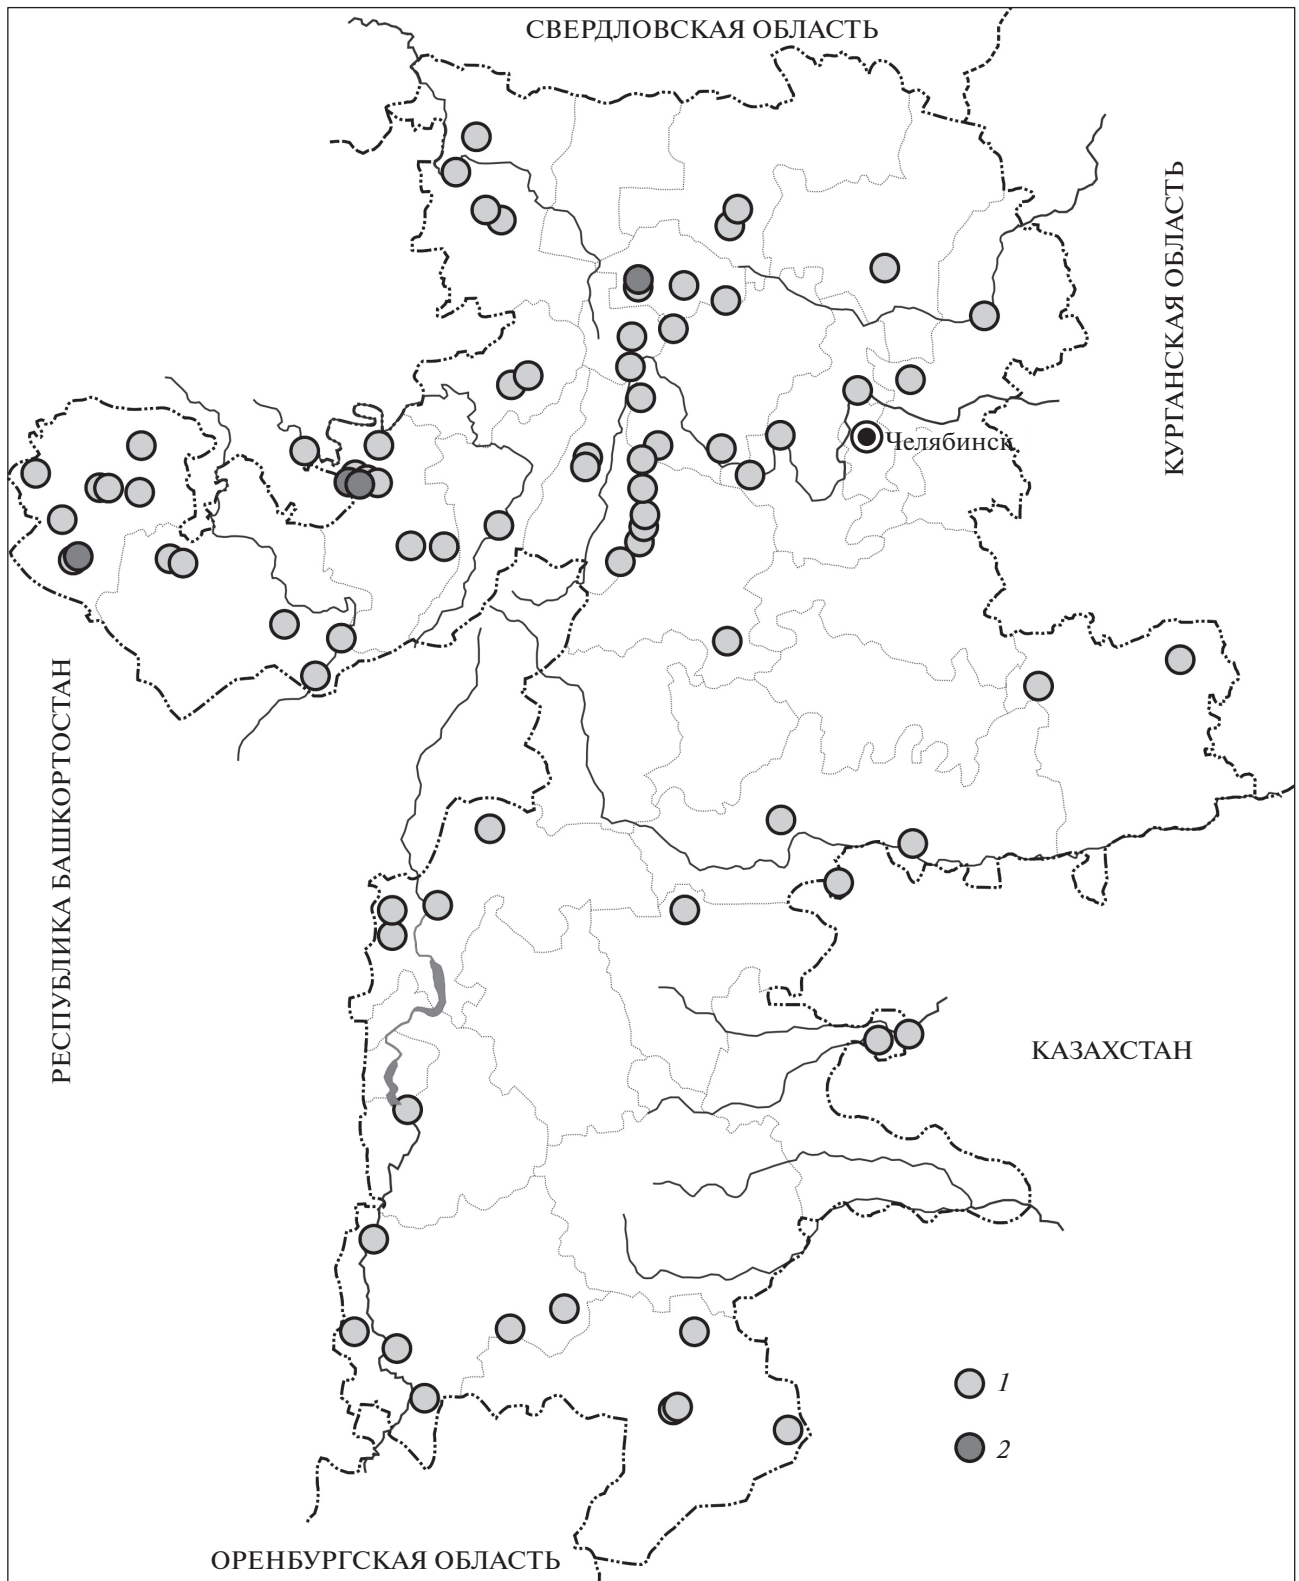 СВЕРДЛОВСКАЯ ОБЛАСТЬ
КУРГАНСКАЯ ОБЛАСТЬ
Челябинск
РЕСПУБЛИКА БАШКОРТОСТАН
КАЗАХСТАН
1
2
ОРЕНБУРГСКАЯ ОБЛАСТЬ